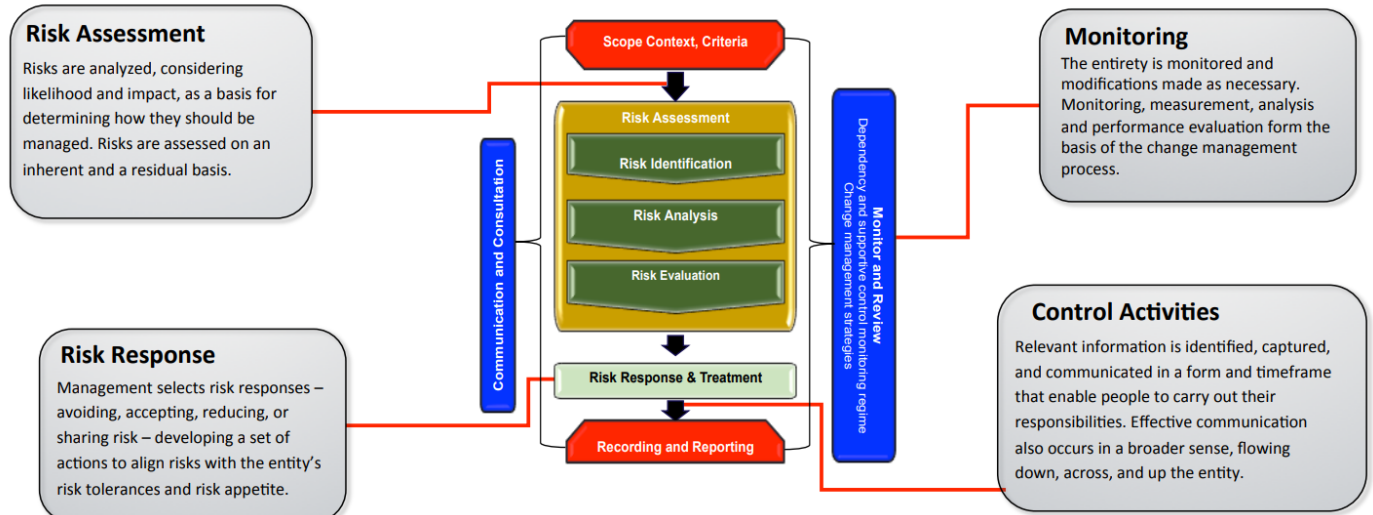 Risk Assessment
Risks are analyzed, considering
likelihood and impact, as a basis for
determining how they should be
managed. Risks are assessed on an
inherent and a residual basis.
Risk Response
Management selects risk responses –
avoiding, accepting, reducing, or
sharing risk – developing a set of
actions to align risks with the entity's
risk tolerances and risk appetite.
Communication and Consultation
Scope Context, Criteria
Risk Assessment
Risk Identification
Risk Analysis
Risk Evaluation
Risk Response & Treatment
Recording and Reporting
Monitor and Review
Dependency and supportive control monitoring regime
Change management strategies
Monitoring
The entirety is monitored and
modifications made as necessary.
Monitoring, measurement, analysis
and performance evaluation form the
basis of the change management
process.
Control Activities
Relevant information is identified, captured,
and communicated in a form and timeframe
that enable people to carry out their
responsibilities. Effective communication
also occurs in a broader sense, flowing
down, across, and up the entity.